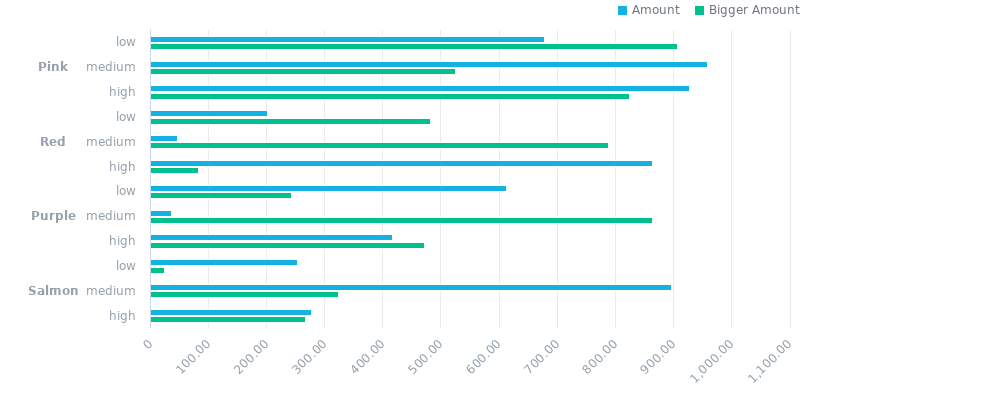 Amount Bigger Amount
low
Pink medium
high
low
Red medium
high
low
Purple medium
high
low
Salmon medium
high
0 100.00 200.00 300.00 400.00 500.00 600.00 700.00 800.00 900.00 1,000.00 1,100.00